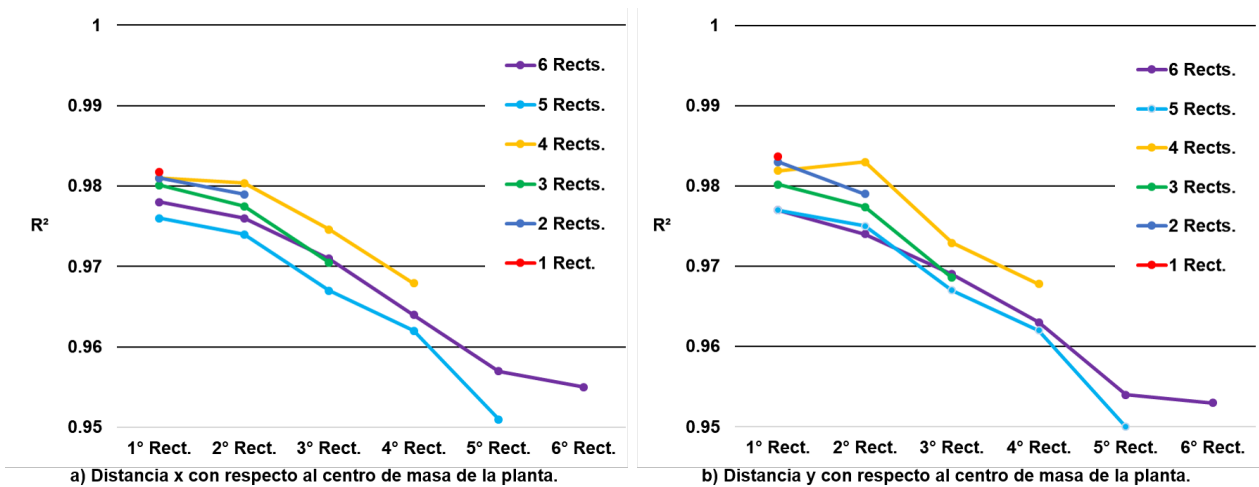 1
0.99
0.98
0.97
0.96
0.95
R²
6 Rects.
5 Rects.
4 Rects.
3 Rects.
2 Rects.
1 Rect.
1° Rect. 2° Rect. 3° Rect. 4° Rect. 5° Rect. 6° Rect.
a) Distancia x con respecto al centro de masa de la planta.
1
0.99
0.98
0.97
0.96
0.95
R²
6 Rects.
5 Rects.
4 Rects.
3 Rects.
2 Rects.
1 Rect.
1° Rect. 2° Rect. 3° Rect. 4° Rect. 5° Rect. 6° Rect.
b) Distancia y con respecto al centro de masa de la planta.